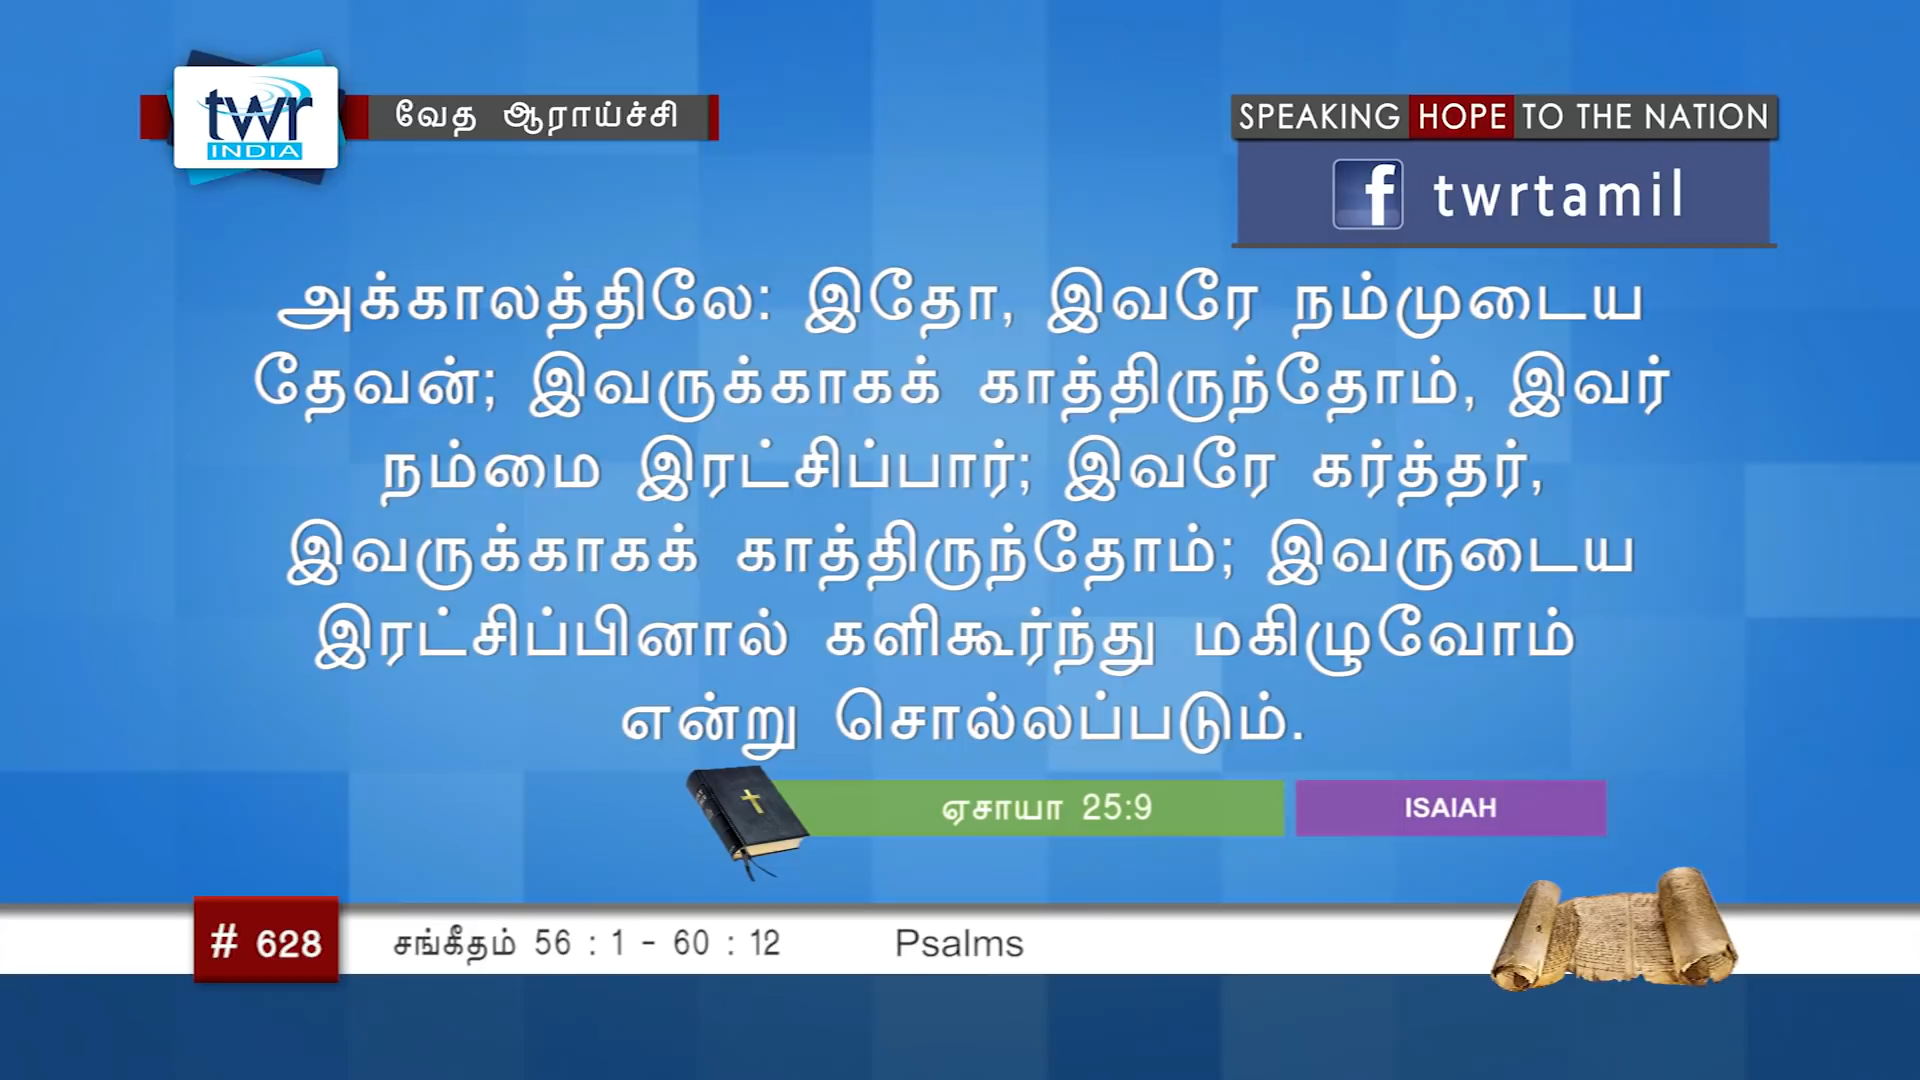 twr
INDIA
வேத ஆராய்ச்சி
SPEAKING HOPE TO THE NATION
f twrtamil
அக்காலத்திலே: இதோ, இவரே நம்முடைய
தேவன்; இவருக்காகக் காத்திருந்தோம், இவர்
நம்மை இரட்சிப்பார்; இவரே கர்த்தர்,
இவருக்காகக் காத்திருந்தோம்; இவருடைய
இரட்சிப்பினால் களிகூர்ந்து மகிழுவோம்
என்று சொல்லப்படும்.
ஏசாயா 25:9 ISAIAH
# 628 சங்கீதம் 56 : 1 - 60 : 12 Psalms